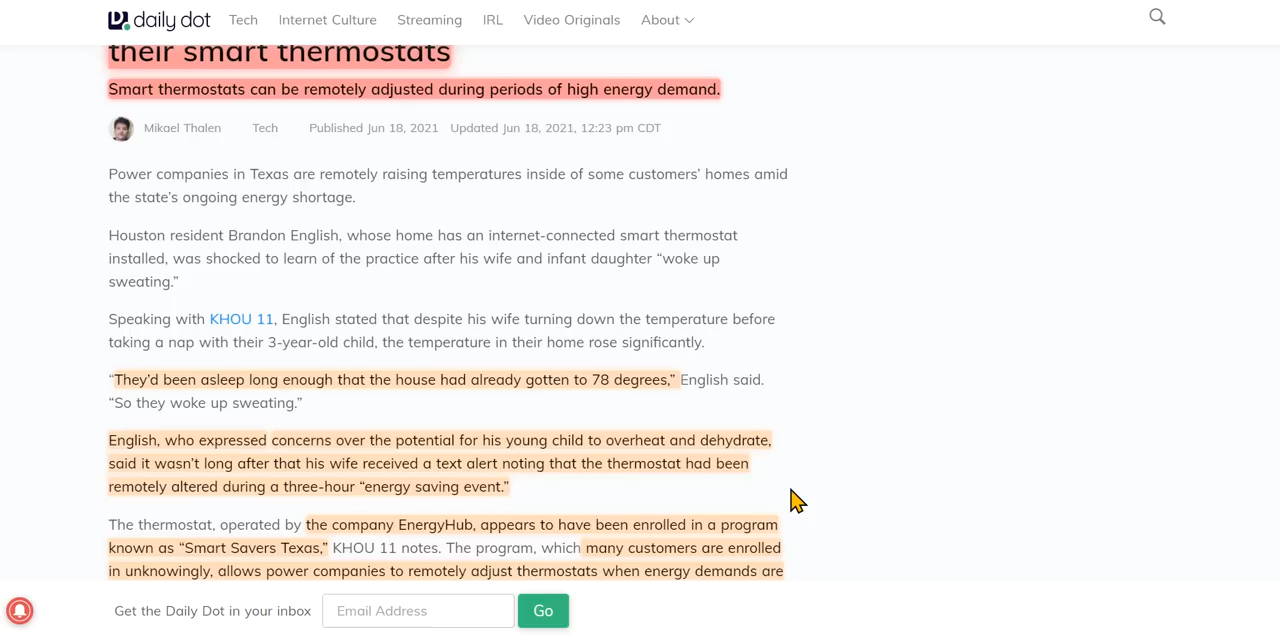 daily dot Tech Internet Culture Streaming IRL Video Originals About
their smart thermostats
Smart thermostats can be remotely adjusted during periods of high energy demand.
Mikael Thalen Tech Published Jun 18, 2021 Updated Jun 18, 2021, 12:23 pm CDT
Power companies in Texas are remotely raising temperatures inside of some customers’ homes amid
the state’s ongoing energy shortage.
Houston resident Brandon English, whose home has an internet-connected smart thermostat
installed, was shocked to learn of the practice after his wife and infant daughter “woke up
sweating.”
Speaking with KHOU 11, English stated that despite his wife turning down the temperature before
taking a nap with their 3-year-old child, the temperature in their home rose significantly.
“They’d been asleep long enough that the house had already gotten to 78 degrees,” English said.
“So they woke up sweating.”
English, who expressed concerns over the potential for his young child to overheat and dehydrate,
said it wasn’t long after that his wife received a text alert noting that the thermostat had been
remotely altered during a three-hour “energy saving event.”
The thermostat, operated by the company EnergyHub, appears to have been enrolled in a program
known as “Smart Savers Texas,” KHOU 11 notes. The program, which many customers are enrolled
in unknowingly, allows power companies to remotely adjust thermostats when energy demands are
Get the Daily Dot in your inbox Email Address Go